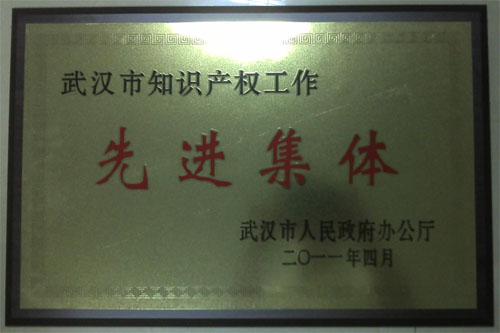 武汉市知识产权工作
先进集体
武汉市人民政府办公厅
二〇一一年四月